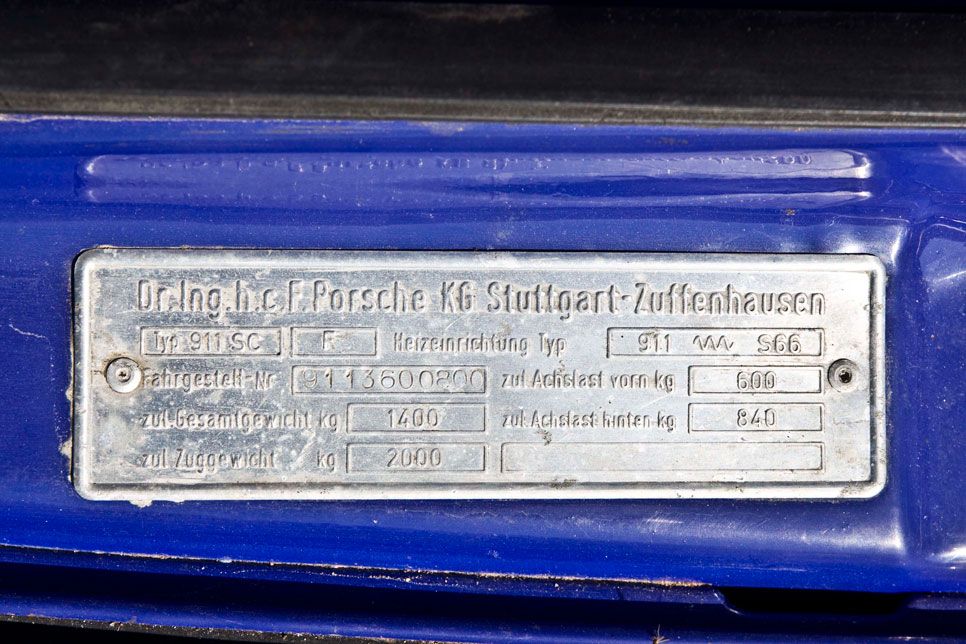 Dr.Ing.h.c.F.Porsche KG Stuttgart-Zuffenhausen
Typ 911 SC F Heizeinrichtung Typ 911 S66
Fahrgestell-Nr 9113600800 zul.Achslast vorn kg 600
zul.Gesamtgewicht kg 1400 zul.Achslast hinten kg 840
zul.Zuggewicht kg 2000